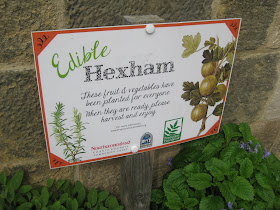 Edible
Hexham
These fruit & vegetables have
been planted for everyone
When they are ready please
harvest and enjoy.